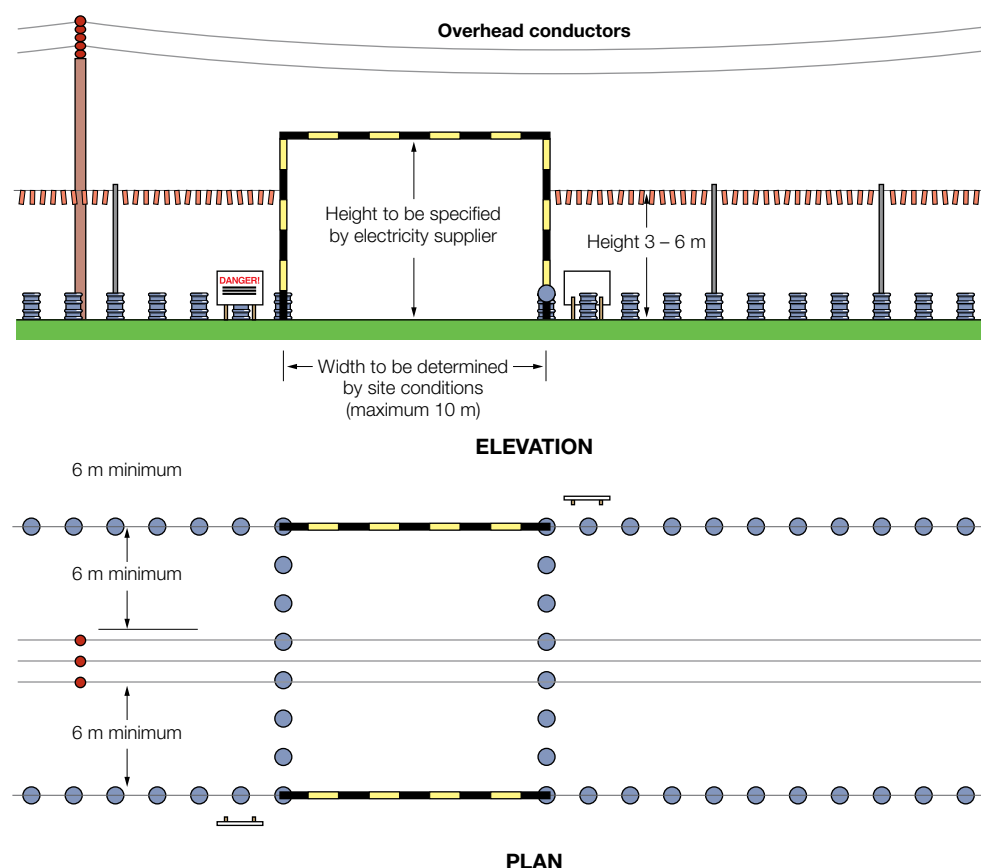 Overhead conductors
Height to be specified
by electricity supplier
Height 3 – 6 m
DANGER!
Width to be determined
by site conditions
(maximum 10 m)
ELEVATION
6 m minimum
6 m minimum
6 m minimum
PLAN